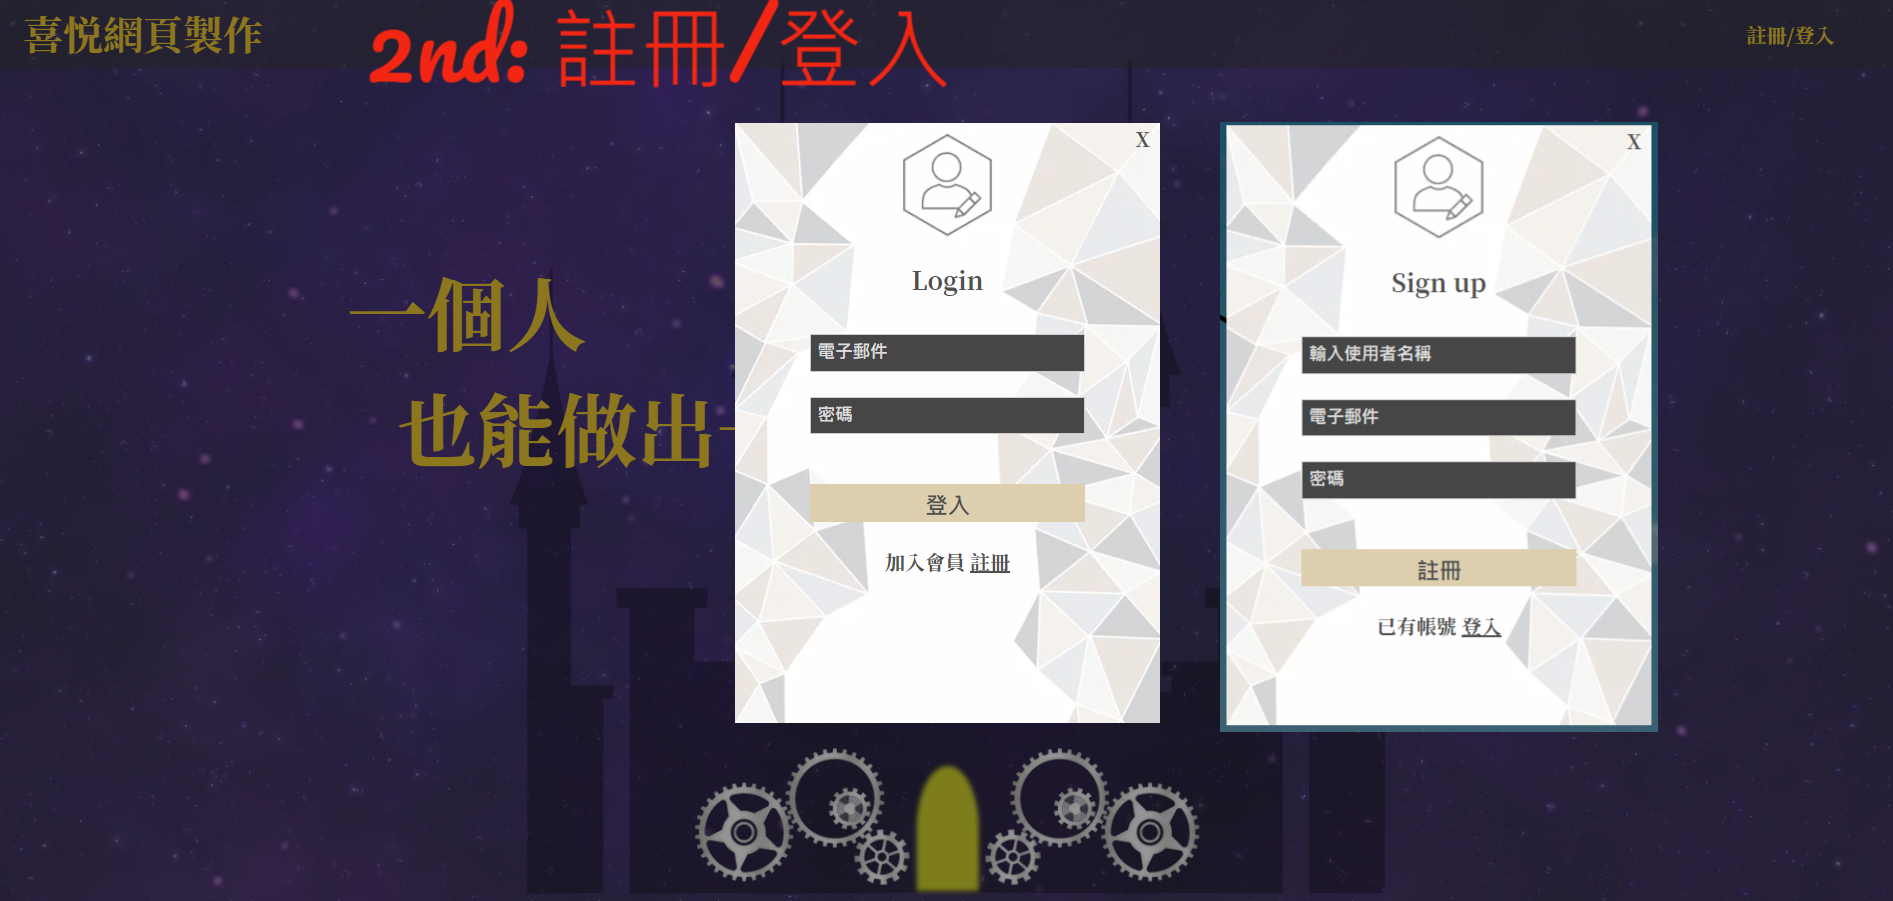 喜悅網頁製作
2nd: 註冊/登入
註冊/登入
一個人
也能做出
X
Login
電子郵件
密碼
登入
加入會員 註冊
X
Sign up
輸入使用者名稱
電子郵件
密碼
註冊
已有帳號 登入